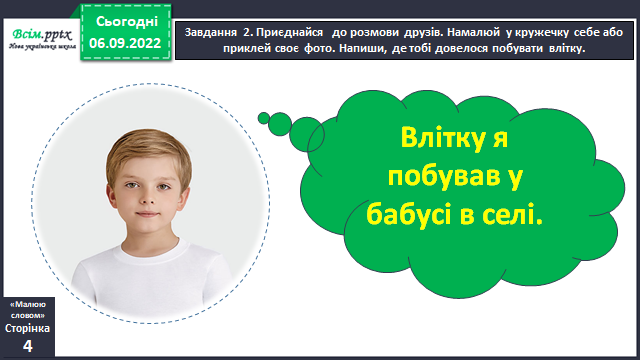 Всім.pptx
Нова українська школа
Сьогодні
06.09.2022
Завдання 2. Приєднайся до розмови друзів. Намалюй у кружечку себе або
приклей своє фото. Напиши, де тобі довелося побувати влітку.
Влітку я
побував у
бабусі в селі.
«Малюю
словом»
Сторінка
4